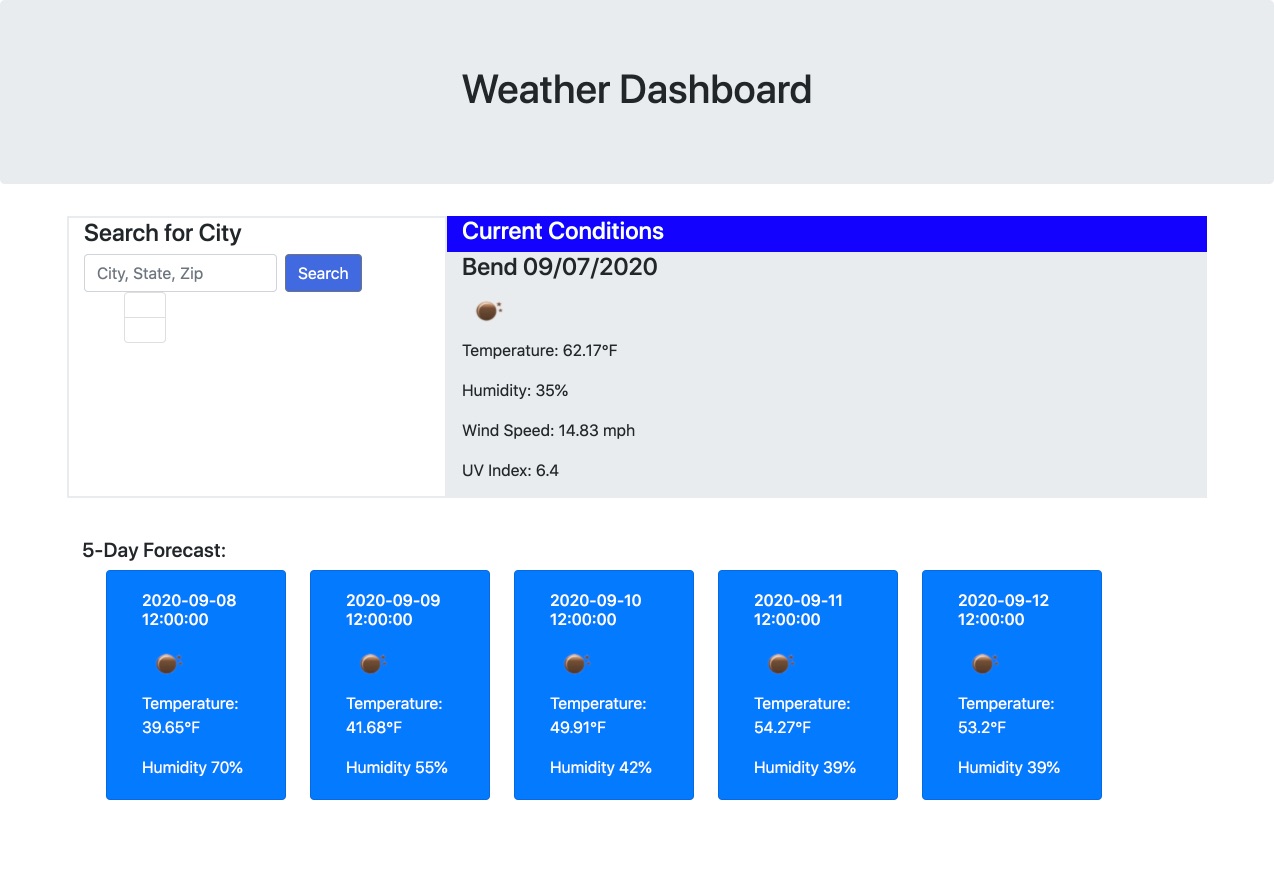 Weather Dashboard
Search for City
City, State, Zip
Search
Current Conditions
Bend 09/07/2020
Temperature: 62.17°F
Humidity: 35%
Wind Speed: 14.83 mph
UV Index: 6.4
5-Day Forecast:
2020-09-08
12:00:00
Temperature:
39.65°F
Humidity 70%
2020-09-09
12:00:00
Temperature:
41.68°F
Humidity 55%
2020-09-10
12:00:00
Temperature:
49.91°F
Humidity 42%
2020-09-11
12:00:00
Temperature:
54.27°F
Humidity 39%
2020-09-12
12:00:00
Temperature:
53.2°F
Humidity 39%